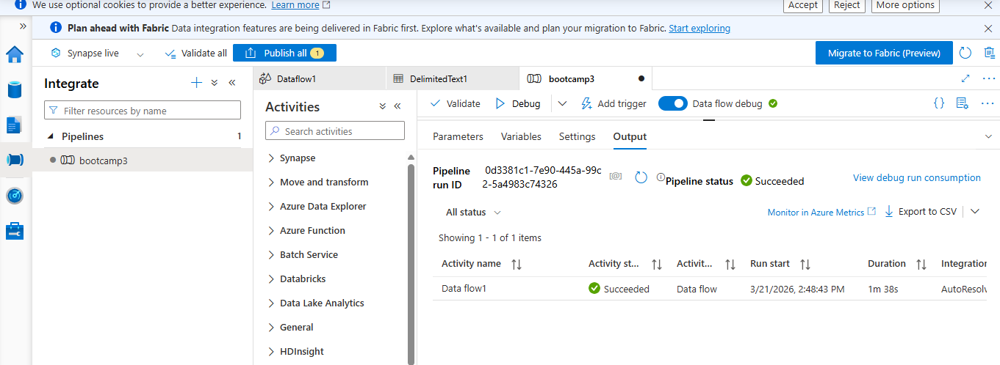 We use optional cookies to provide a better experience. Learn more
Accept Reject More options
Plan ahead with Fabric Data integration features are being delivered in Fabric first. Explore what's available and plan your migration to Fabric. Start exploring
Synapse live Validate all Publish all 1 Migrate to Fabric (Preview)
Integrate
Filter resources by name
Pipelines 1
bootcamp3
Dataflow1 DelimitedText1 bootcamp3
Activities
Search activities
Synapse
Move and transform
Azure Data Explorer
Azure Function
Batch Service
Databricks
Data Lake Analytics
General
HDInsight
Validate Debug Add trigger Data flow debug
Parameters Variables Settings Output
Pipeline run ID 0d3381c1-7e90-445a-99c2-5a4983c74326 Pipeline status Succeeded View debug run consumption
All status Monitor in Azure Metrics Export to CSV
Showing 1 - 1 of 1 items
Activity name Activity st... Activit... Run start Duration Integration
Data flow1 Succeeded Data flow 3/21/2026, 2:48:43 PM 1m 38s AutoResolv